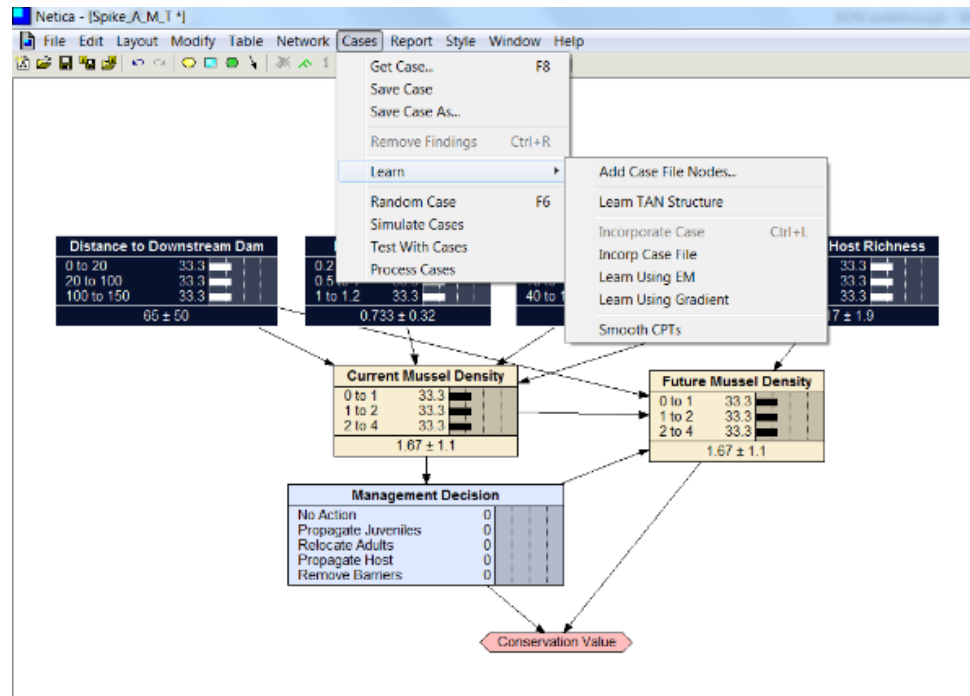 Netica - [Spike_A_M_T *]
File Edit Layout Modify Table Network Cases Report Style Window Help
Get Case... F8
Save Case
Save Case As...
Remove Findings Ctrl+R
Learn
Random Case F6
Simulate Cases
Test With Cases
Process Cases
Add Case File Nodes...
Learn TAN Structure
Incorporate Case Ctrl+L
Incorp Case File
Learn Using EM
Learn Using Gradient
Smooth CPTs
Distance to Downstream Dam
0 to 20 33.3
20 to 100 33.3
100 to 150 33.3
65 ± 50
1 to 1.2 33.3
0.733 ± 0.32
Host Richness
33.3
33.3
33.3
7 ± 1.9
Current Mussel Density
0 to 1 33.3
1 to 2 33.3
2 to 4 33.3
1.67 ± 1.1
Future Mussel Density
0 to 1 33.3
1 to 2 33.3
2 to 4 33.3
1.67 ± 1.1
Management Decision
No Action 0
Propagate Juveniles 0
Relocate Adults 0
Propagate Host 0
Remove Barriers 0
Conservation Value